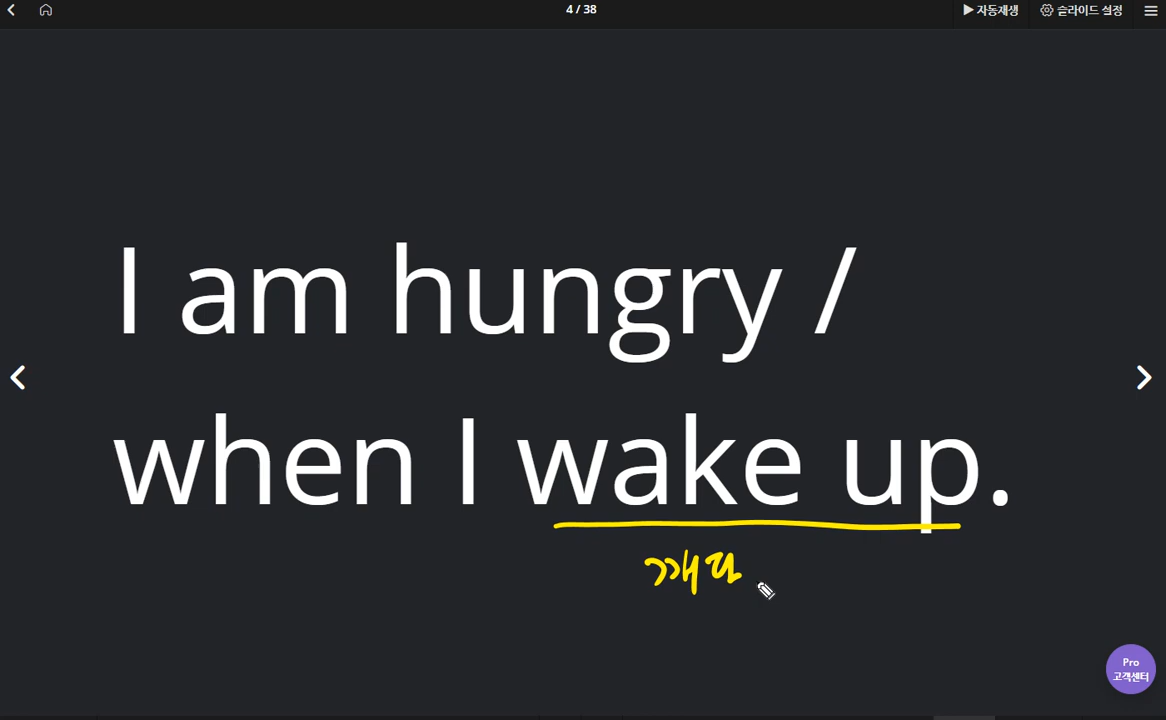 4 / 38
▶ 자동재생
슬라이드 설정
I am hungry /
when I wake up.
깨다
Pro
고객센터